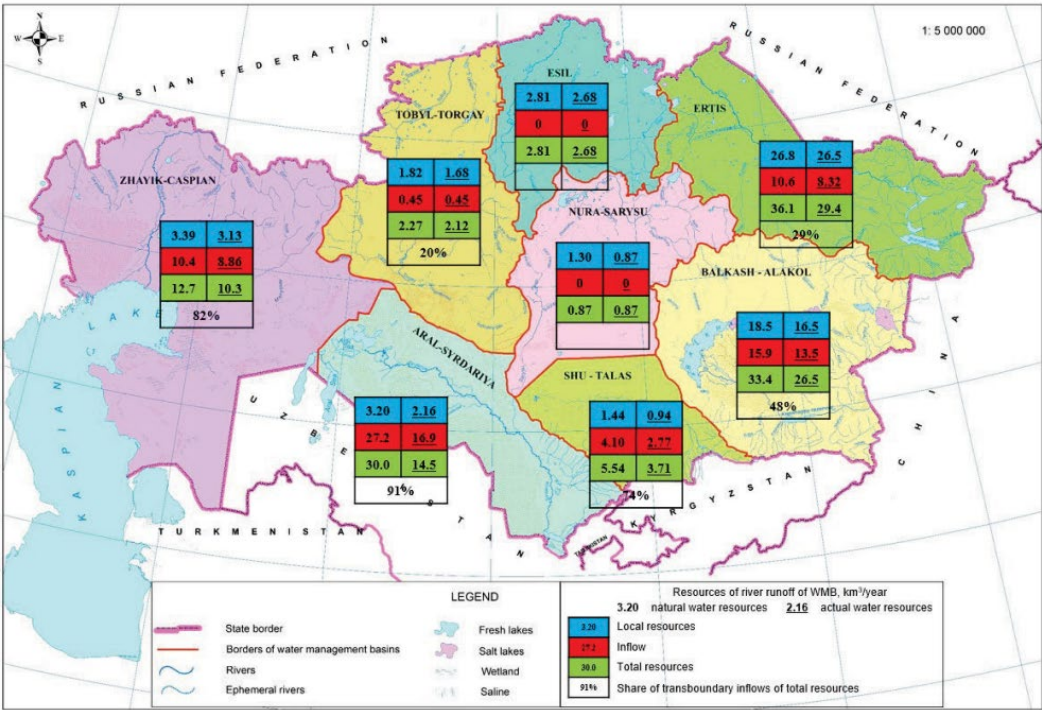 N
W E
S
RUSSIAN FEDERATION
RUSSIAN FEDERATION
1: 5 000 000
ESIL
2.81 2.68
0 0
2.81 2.68
TOBYL-TORGAY
1.82 1.68
0.45 0.45
2.27 2.12
20%
ERTIS
26.8 26.5
10.6 8.32
36.1 29.4
29%
ZHAYIK-CASPIAN
3.39 3.13
10.4 8.86
12.7 10.3
82%
NURA-SARYSU
1.30 0.87
0 0
0.87 0.87
BALKASH - ALAKOL
18.5 16.5
15.9 13.5
33.4 26.5
48%
ARAL-SYRDARIYA
3.20 2.16
27.2 16.9
30.0 14.5
91%
SHU - TALAS
1.44 0.94
4.10 2.77
5.54 3.71
74%
CASPIAN LAKE
UZBEKISTAN
TURKMENISTAN
KYRGYZSTAN
CHINA
LEGEND
State border
Borders of water management basins
Rivers
Ephemeral rivers
Fresh lakes
Salt lakes
Wetland
Saline
Resources of river runoff of WMB, km³/year
3.20 natural water resources 2.16 actual water resources
3.20 Local resources
27.2 Inflow
30.0 Total resources
91% Share of transboundary inflows of total resources